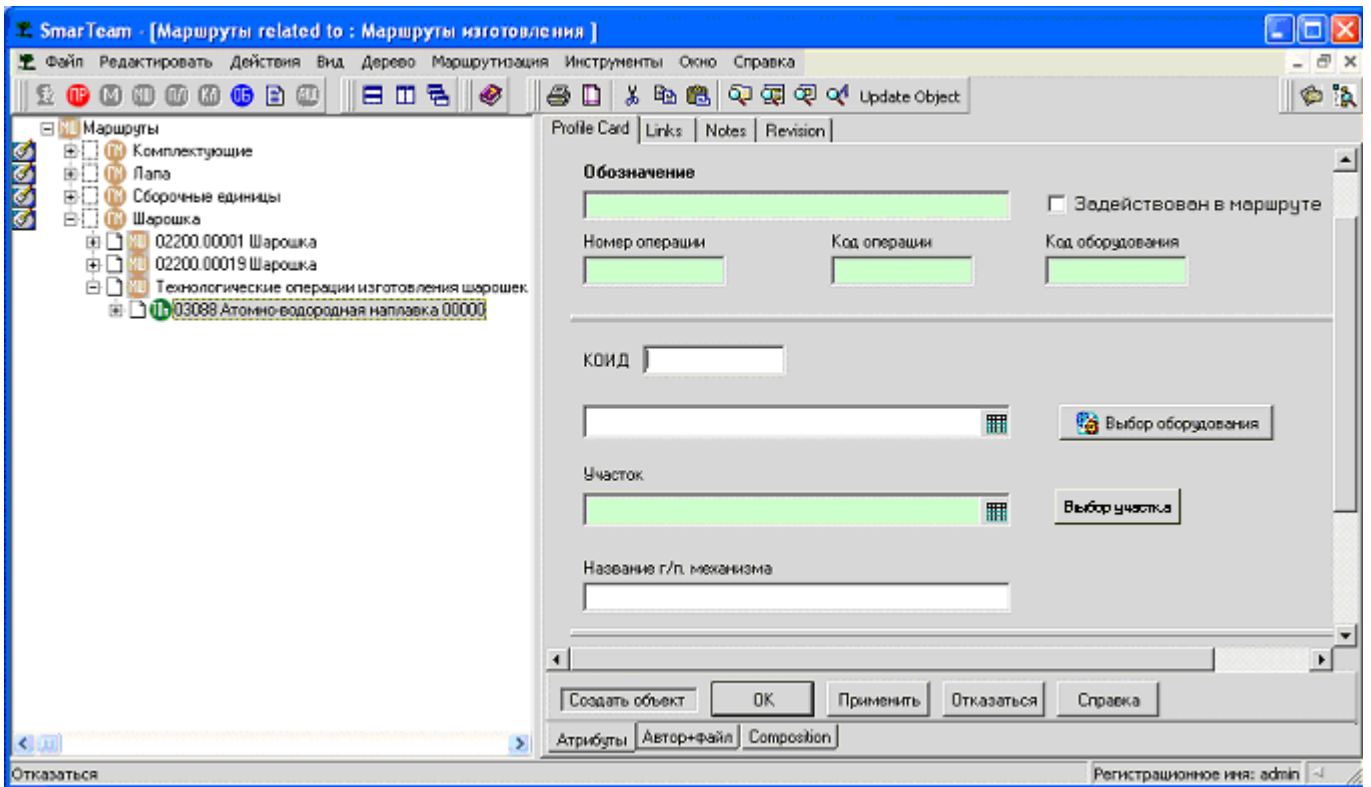 SmarTeam - [Маршруты related to : Маршруты изготовления ]
Файл Редактировать Действия Вид Дерево Маршрутизация Инструменты Окно Справка
Update Object
Маршруты
Комплектующие
Лапа
Сборочные единицы
Шарошка
02200.00001 Шарошка
02200.00019 Шарошка
Технологические операции изготовления шарошек
03088 Атомно-водородная наплавка 00000
Profile Card Links Notes Revision
Обозначение
Задействован в маршруте
Номер операции Код операции Код оборудования
КОИД
Выбор оборудования
Участок
Выбор участка
Название г/п. механизма
Создать объект OK Применить Отказаться Справка
Атрибуты Автор+файл Composition
Отказаться Регистрационное имя: admin